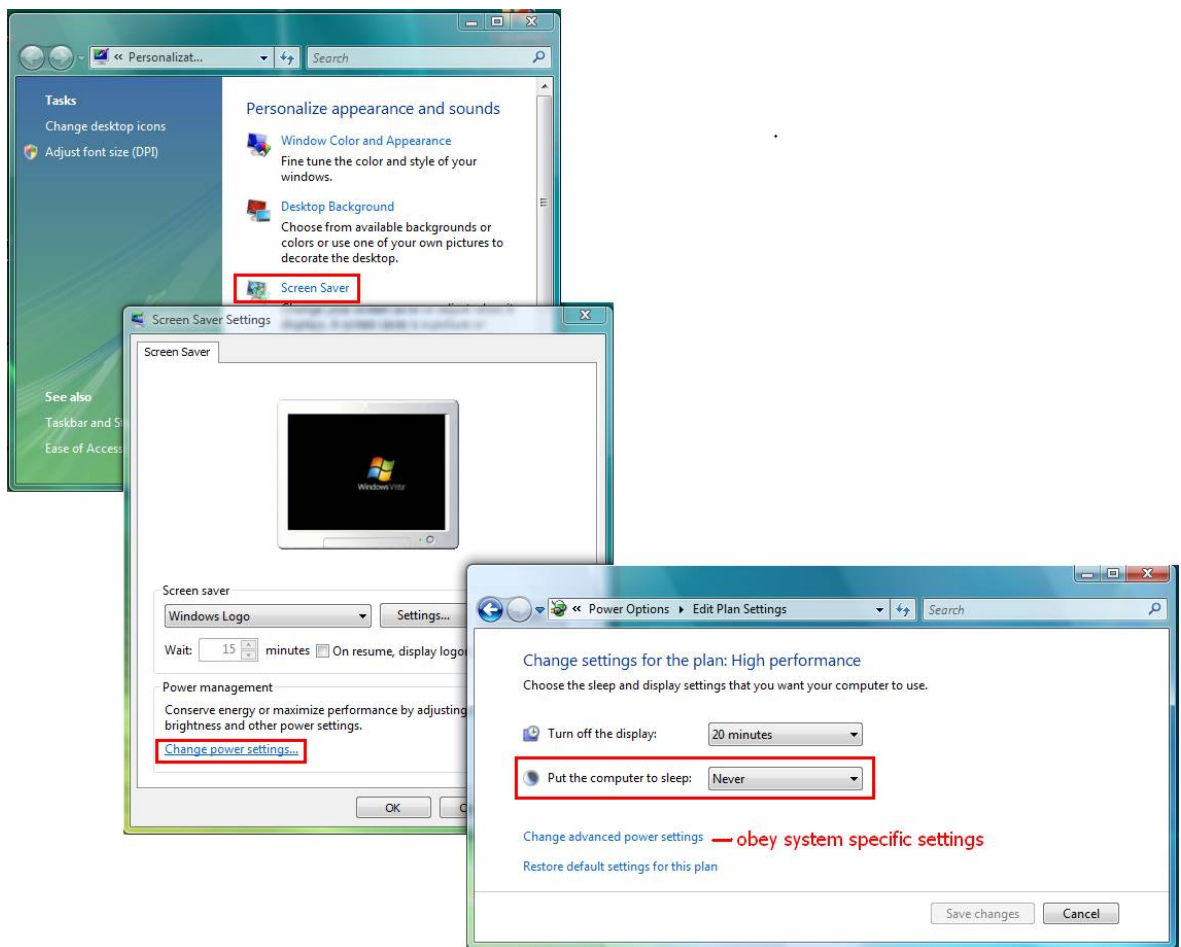 « Personalizat...
Search
Tasks
Change desktop icons
Adjust font size (DPI)
See also
Taskbar and S
Ease of Access
Personalize appearance and sounds
Window Color and Appearance
Fine tune the color and style of your
windows.
Desktop Background
Choose from available backgrounds or
colors or use one of your own pictures to
decorate the desktop.
Screen Saver
Screen Saver Settings
Screen Saver
Windows Vista
Screen saver
Windows Logo
Settings...
Wait: 15 minutes On resume, display logo
Power management
Conserve energy or maximize performance by adjusting
brightness and other power settings.
Change power settings...
OK
C
« Power Options ▸ Edit Plan Settings
Search
Change settings for the plan: High performance
Choose the sleep and display settings that you want your computer to use.
Turn off the display: 20 minutes
Put the computer to sleep: Never
Change advanced power settings — obey system specific settings
Restore default settings for this plan
Save changes
Cancel